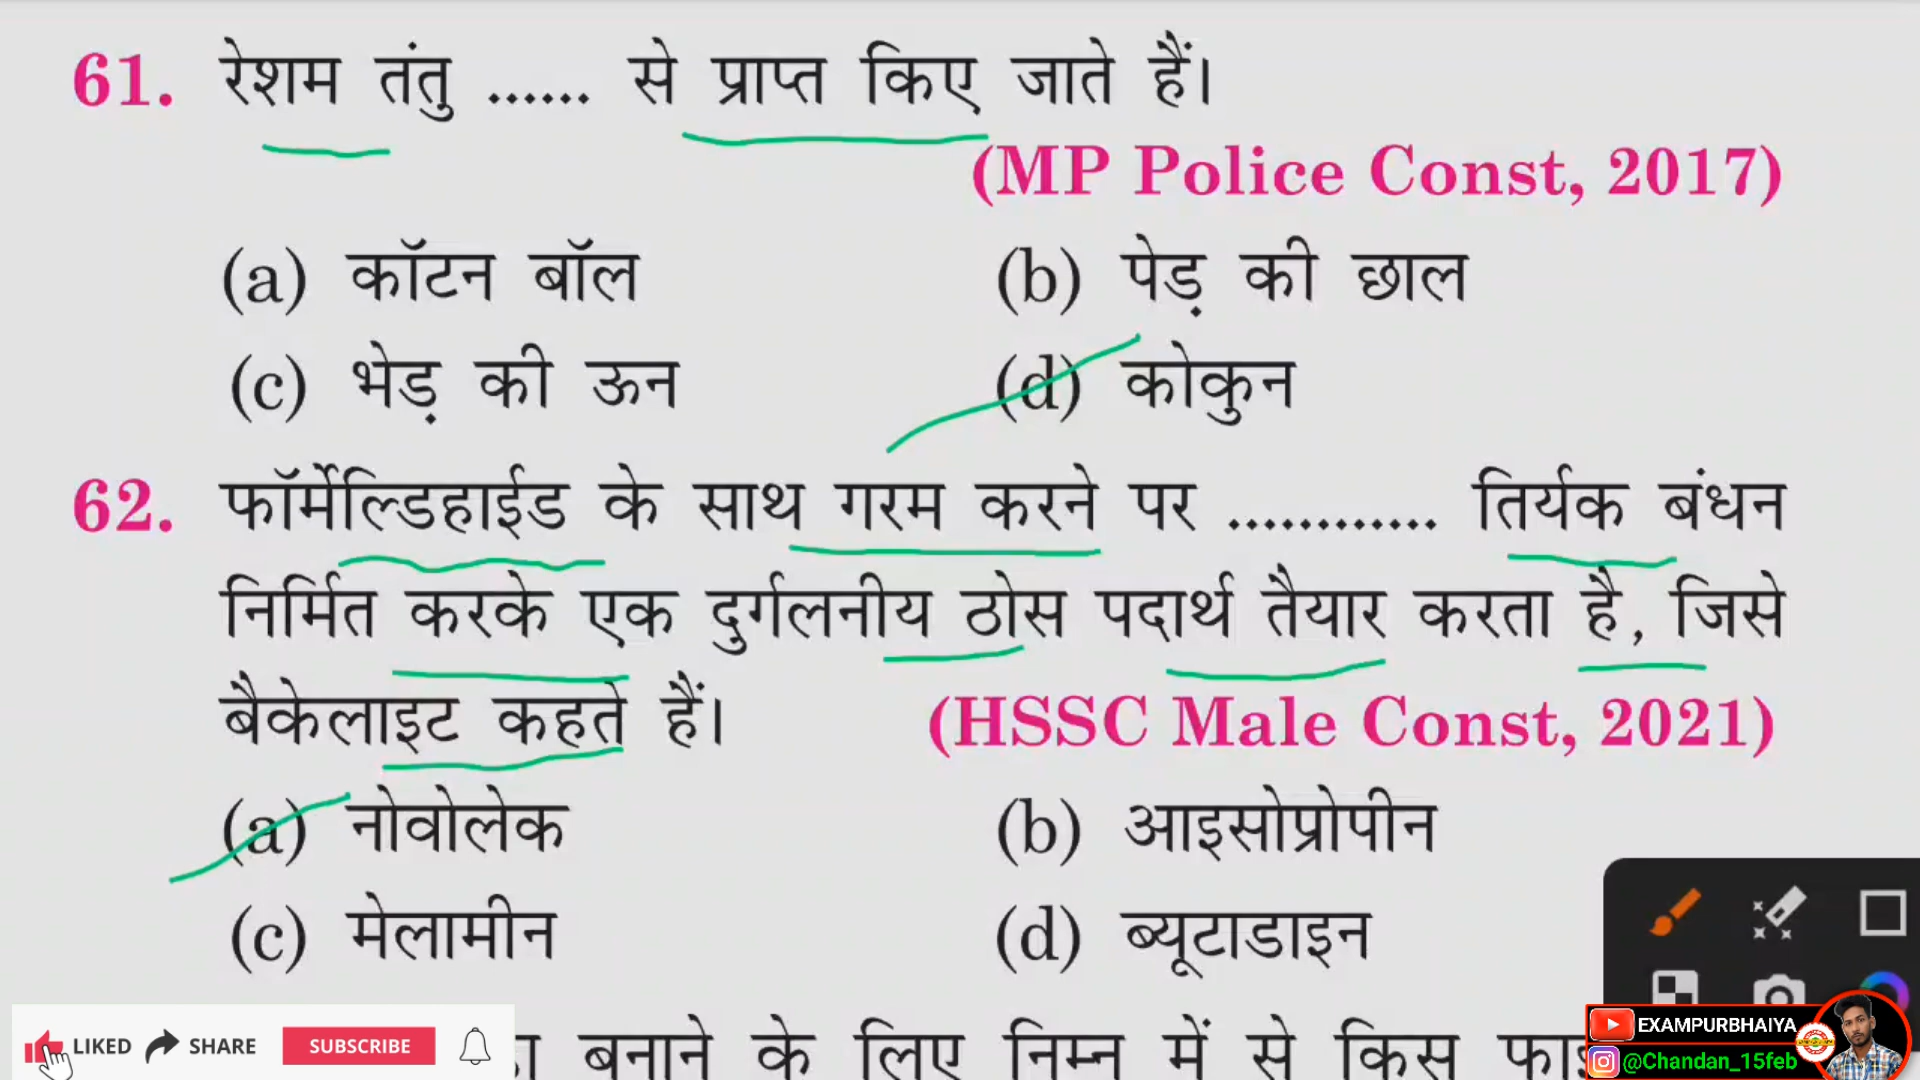 61. रेशम तंतु ...... से प्राप्त किए जाते हैं।
(MP Police Const, 2017)
(a) कॉटन बॉल (b) पेड़ की छाल
(c) भेड़ की ऊन (d) कोकुन
62. फॉर्मेल्डिहाईड के साथ गरम करने पर ............ तिर्यक बंधन
निर्मित करके एक दुर्गलनीय ठोस पदार्थ तैयार करता है, जिसे
बैकेलाइट कहते हैं।
(HSSC Male Const, 2021)
(a) नोवोलेक (b) आइसोप्रोपीन
(c) मेलामीन (d) ब्यूटाडाइन
बनाने के लिए निम्न में से किस
LIKED SHARE SUBSCRIBE
EXAMPURBHAIYA
@Chandan_15feb